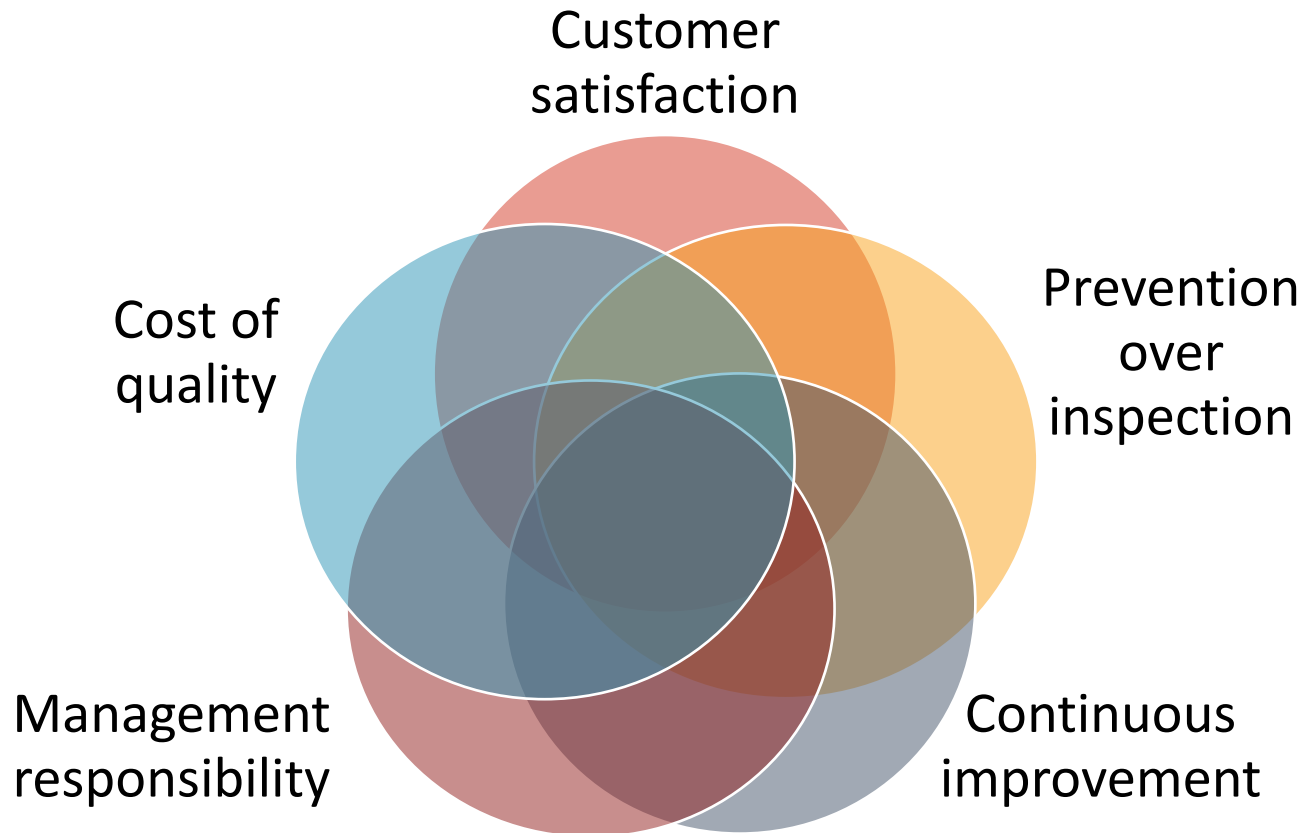 Customer
satisfaction
Prevention
over
inspection
Cost of
quality
Management
responsibility
Continuous
improvement